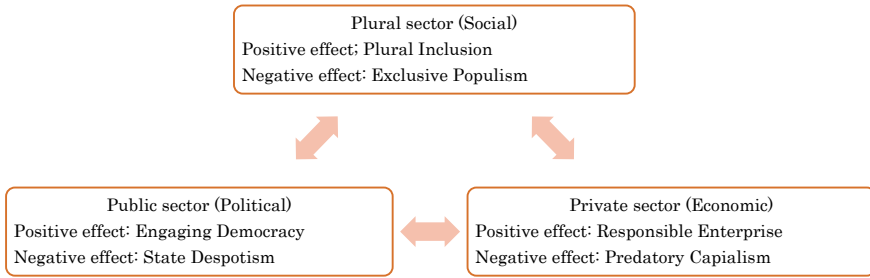 Plural sector (Social)
Positive effect; Plural Inclusion
Negative effect: Exclusive Populism
Public sector (Political)
Positive effect: Engaging Democracy
Negative effect: State Despotism
Private sector (Economic)
Positive effect: Responsible Enterprise
Negative effect: Predatory Capialism